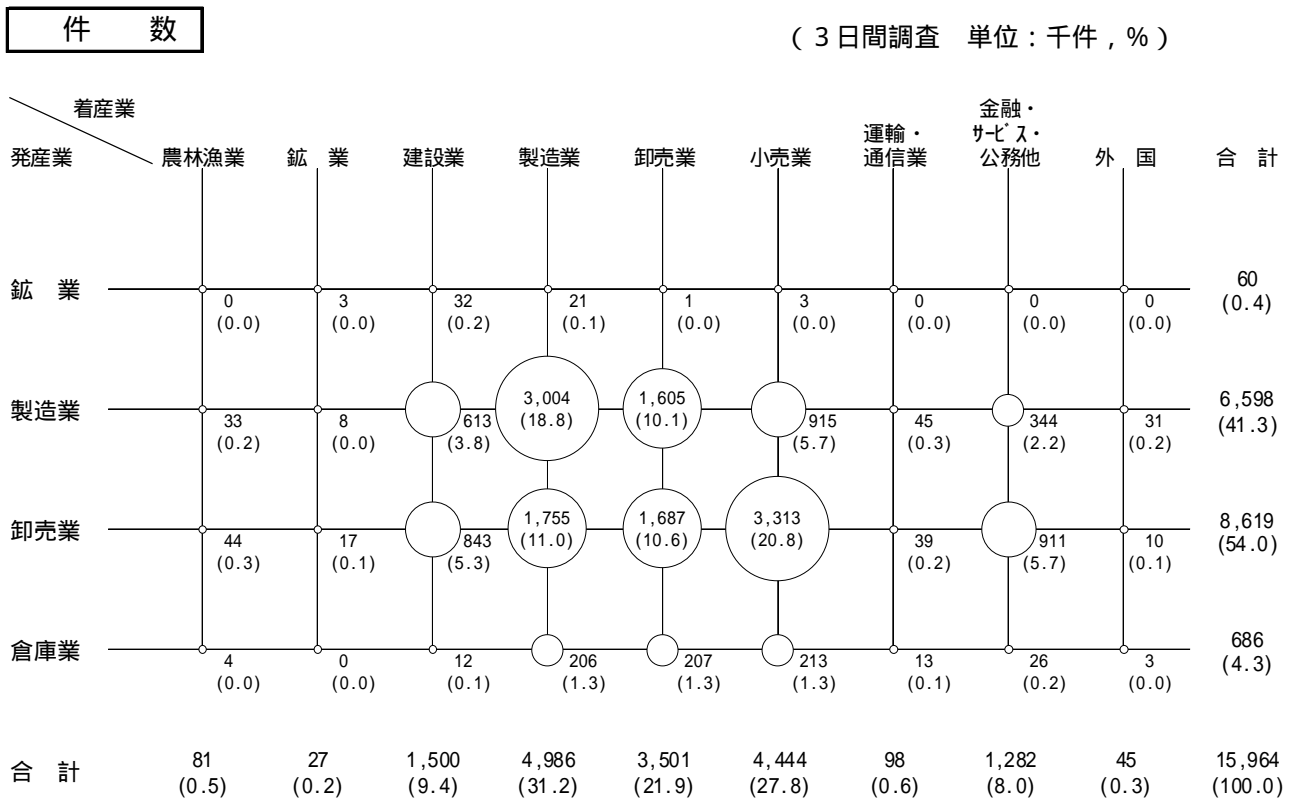 件　数
(３日間調査　単位：千件，％)
着産業
発産業
農林漁業　鉱　業　建設業　製造業　卸売業　小売業　運輸・通信業　金融・ｻｰﾋﾞｽ・公務他　外　国　合　計
鉱　業
0 3 32 21 1 3 0 0 0 60
(0.0) (0.0) (0.2) (0.1) (0.0) (0.0) (0.0) (0.0) (0.0) (0.4)
製造業
33 8 613 3,004 1,605 915 45 344 31 6,598
(0.2) (0.0) (3.8) (18.8) (10.1) (5.7) (0.3) (2.2) (0.2) (41.3)
卸売業
44 17 843 1,755 1,687 3,313 39 911 10 8,619
(0.3) (0.1) (5.3) (11.0) (10.6) (20.8) (0.2) (5.7) (0.1) (54.0)
倉庫業
4 0 12 206 207 213 13 26 3 686
(0.0) (0.0) (0.1) (1.3) (1.3) (1.3) (0.1) (0.2) (0.0) (4.3)
合　計
81 27 1,500 4,986 3,501 4,444 98 1,282 45 15,964
(0.5) (0.2) (9.4) (31.2) (21.9) (27.8) (0.6) (8.0) (0.3) (100.0)